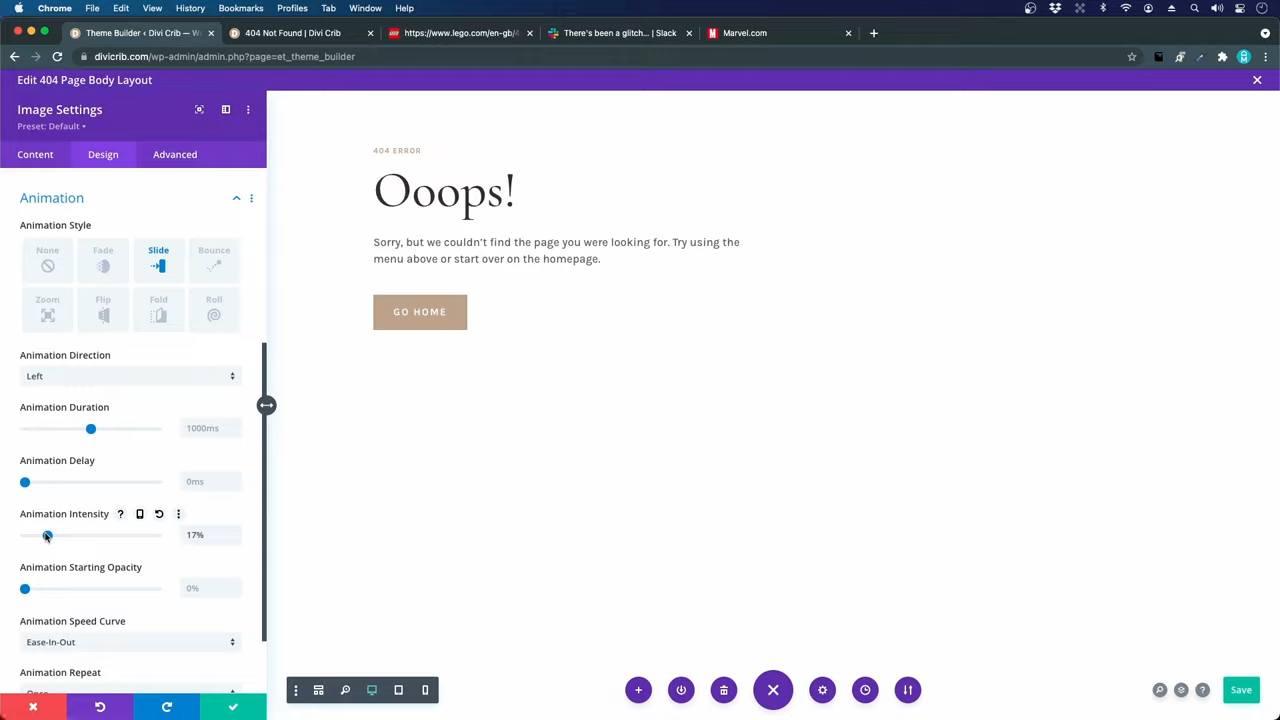 Chrome File Edit View History Bookmarks Profiles Tab Window Help
Theme Builder ‹ Divi Crib — W
404 Not Found | Divi Crib
https://www.lego.com/en-gb/
There's been a glitch... | Slack
Marvel.com
divicrib.com/wp-admin/admin.php?page=et_theme_builder
Edit 404 Page Body Layout
Image Settings
Preset: Default
Content Design Advanced
Animation
Animation Style
None Fade Slide Bounce
Zoom Flip Fold Roll
Animation Direction
Left
Animation Duration
1000ms
Animation Delay
0ms
Animation Intensity ?
17%
Animation Starting Opacity
0%
Animation Speed Curve
Ease-In-Out
Animation Repeat
Once
404 ERROR
Ooops!
Sorry, but we couldn't find the page you were looking for. Try using the
menu above or start over on the homepage.
GO HOME
?
Save